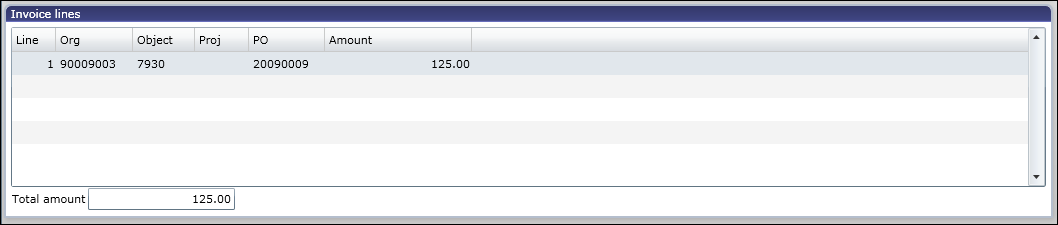 Invoice lines
Line Org Object Proj PO Amount
1 90009003 7930 20090009 125.00
Total amount 125.00